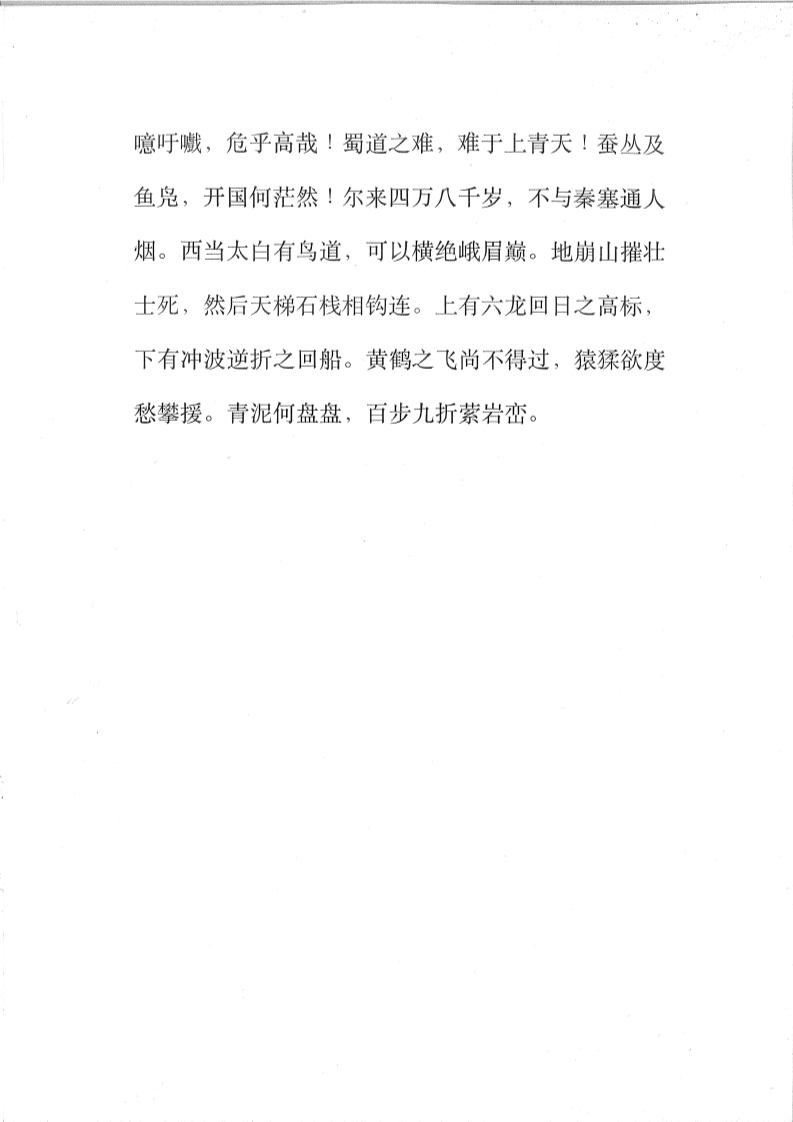 噫吁嚱，危乎高哉！蜀道之难，难于上青天！蚕丛及
鱼凫，开国何茫然！尔来四万八千岁，不与秦塞通人
烟。西当太白有鸟道，可以横绝峨眉巅。地崩山摧壮
士死，然后天梯石栈相钩连。上有六龙回日之高标，
下有冲波逆折之回船。黄鹤之飞尚不得过，猿猱欲度
愁攀援。青泥何盘盘，百步九折萦岩峦。